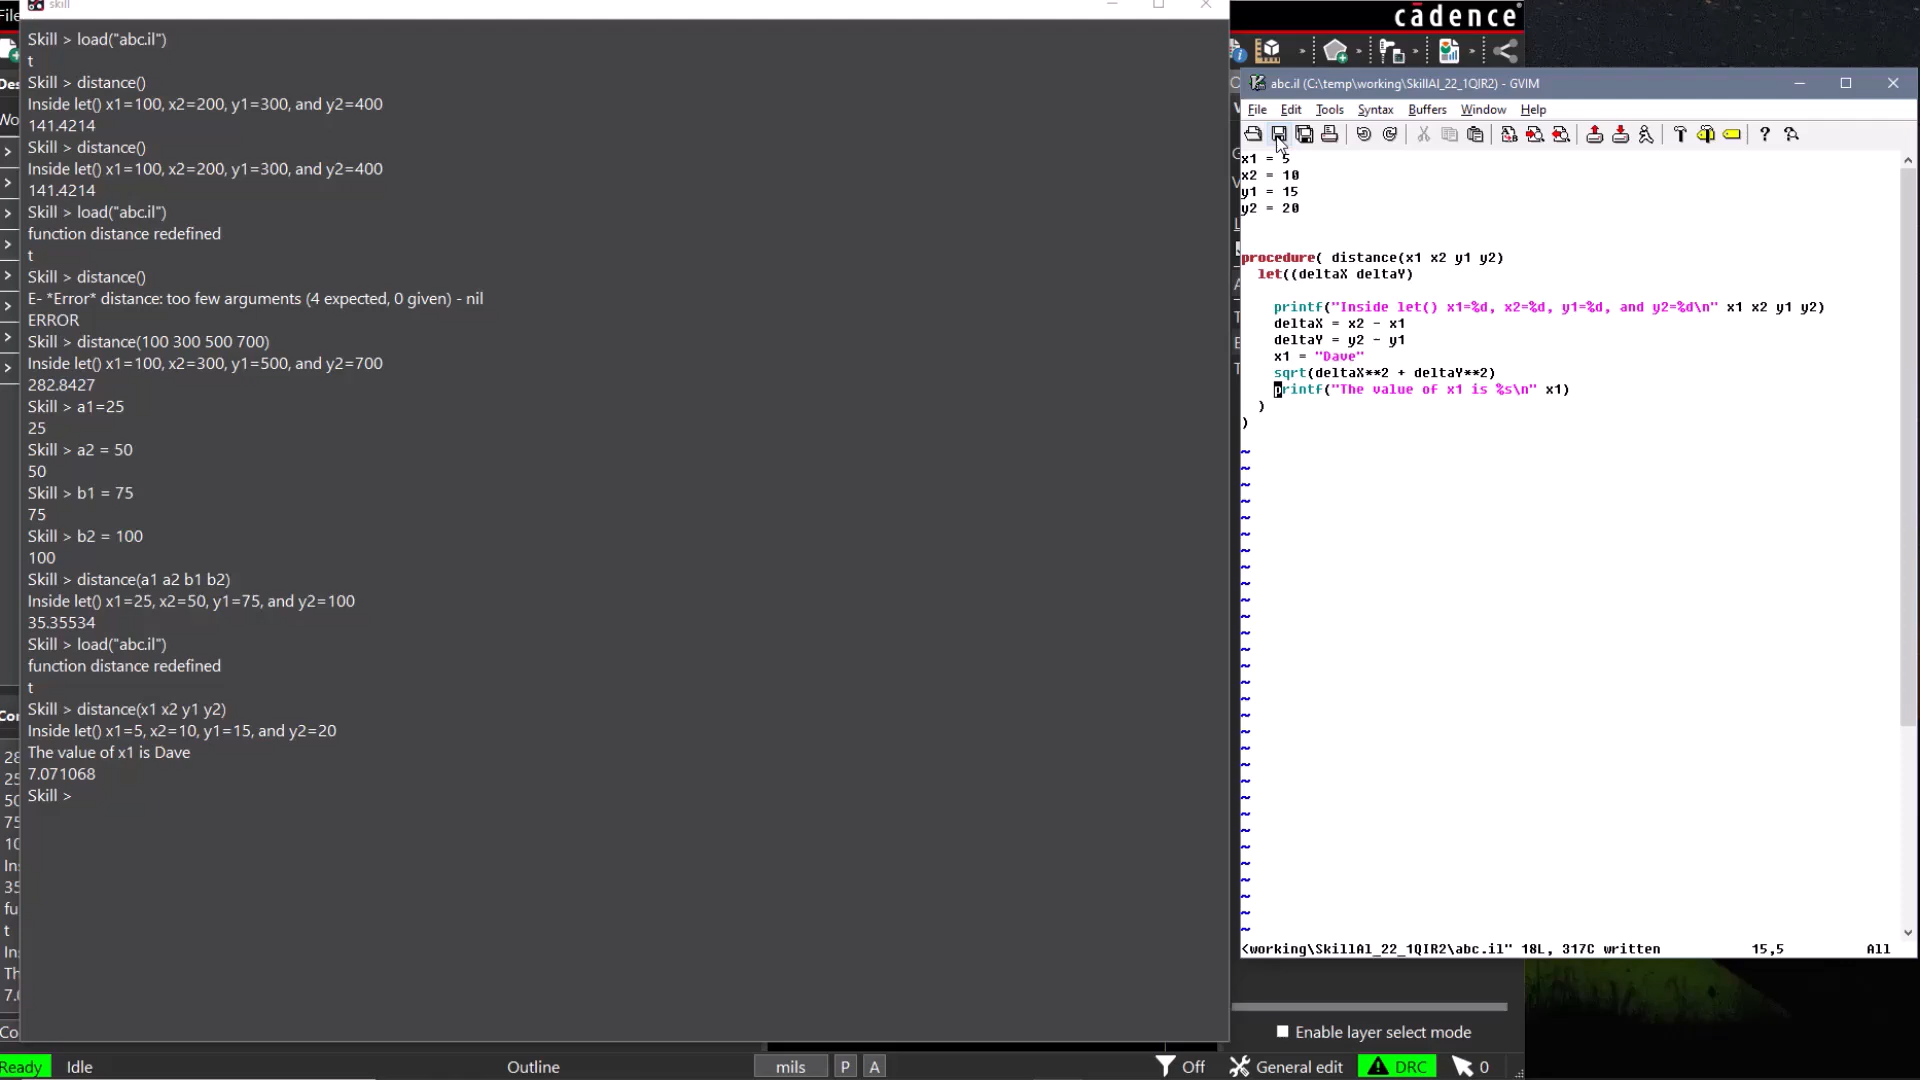 skill
Skill > load("abc.il")
t
Skill > distance()
Inside let() x1=100, x2=200, y1=300, and y2=400
141.4214
Skill > distance()
Inside let() x1=100, x2=200, y1=300, and y2=400
141.4214
Skill > load("abc.il")
function distance redefined
t
Skill > distance()
E- *Error* distance: too few arguments (4 expected, 0 given) - nil
ERROR
Skill > distance(100 300 500 700)
Inside let() x1=100, x2=300, y1=500, and y2=700
282.8427
Skill > a1=25
25
Skill > a2 = 50
50
Skill > b1 = 75
75
Skill > b2 = 100
100
Skill > distance(a1 a2 b1 b2)
Inside let() x1=25, x2=50, y1=75, and y2=100
35.35534
Skill > load("abc.il")
function distance redefined
t
Skill > distance(x1 x2 y1 y2)
Inside let() x1=5, x2=10, y1=15, and y2=20
The value of x1 is Dave
7.071068
Skill >
cādence
abc.il (C:\temp\working\SkillAl_22_1QIR2) - GVIM
File Edit Tools Syntax Buffers Window Help
x1 = 5
x2 = 10
y1 = 15
y2 = 20
procedure( distance(x1 x2 y1 y2)
let((deltaX deltaY)
printf("Inside let() x1=%d, x2=%d, y1=%d, and y2=%d\n" x1 x2 y1 y2)
deltaX = x2 - x1
deltaY = y2 - y1
x1 = "Dave"
sqrt(deltaX**2 + deltaY**2)
printf("The value of x1 is %s\n" x1)
)
)
<working\SkillAl_22_1QIR2\abc.il" 18L, 317C written 15,5 All
Enable layer select mode
Ready Idle Outline mils P A Off General edit DRC 0